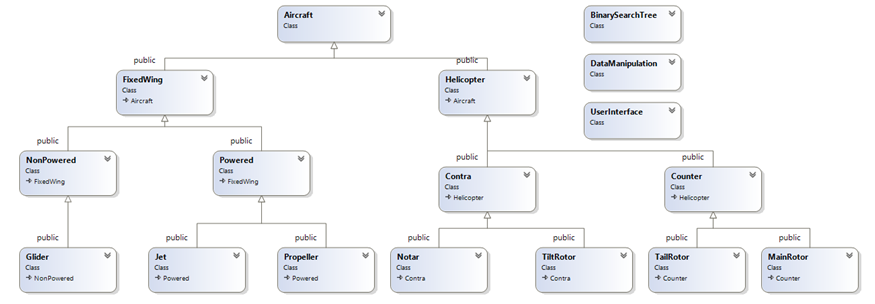 Aircraft
Class
BinarySearchTree
Class
public
public
DataManipulation
Class
FixedWing
Class
Aircraft
Helicopter
Class
Aircraft
UserInterface
Class
public
public
public
public
NonPowered
Class
FixedWing
Powered
Class
FixedWing
Contra
Class
Helicopter
Counter
Class
Helicopter
public
public
public
public
public
public
public
Glider
Class
NonPowered
Jet
Class
Powered
Propeller
Class
Powered
Notar
Class
Contra
TiltRotor
Class
Contra
TailRotor
Class
Counter
MainRotor
Class
Counter